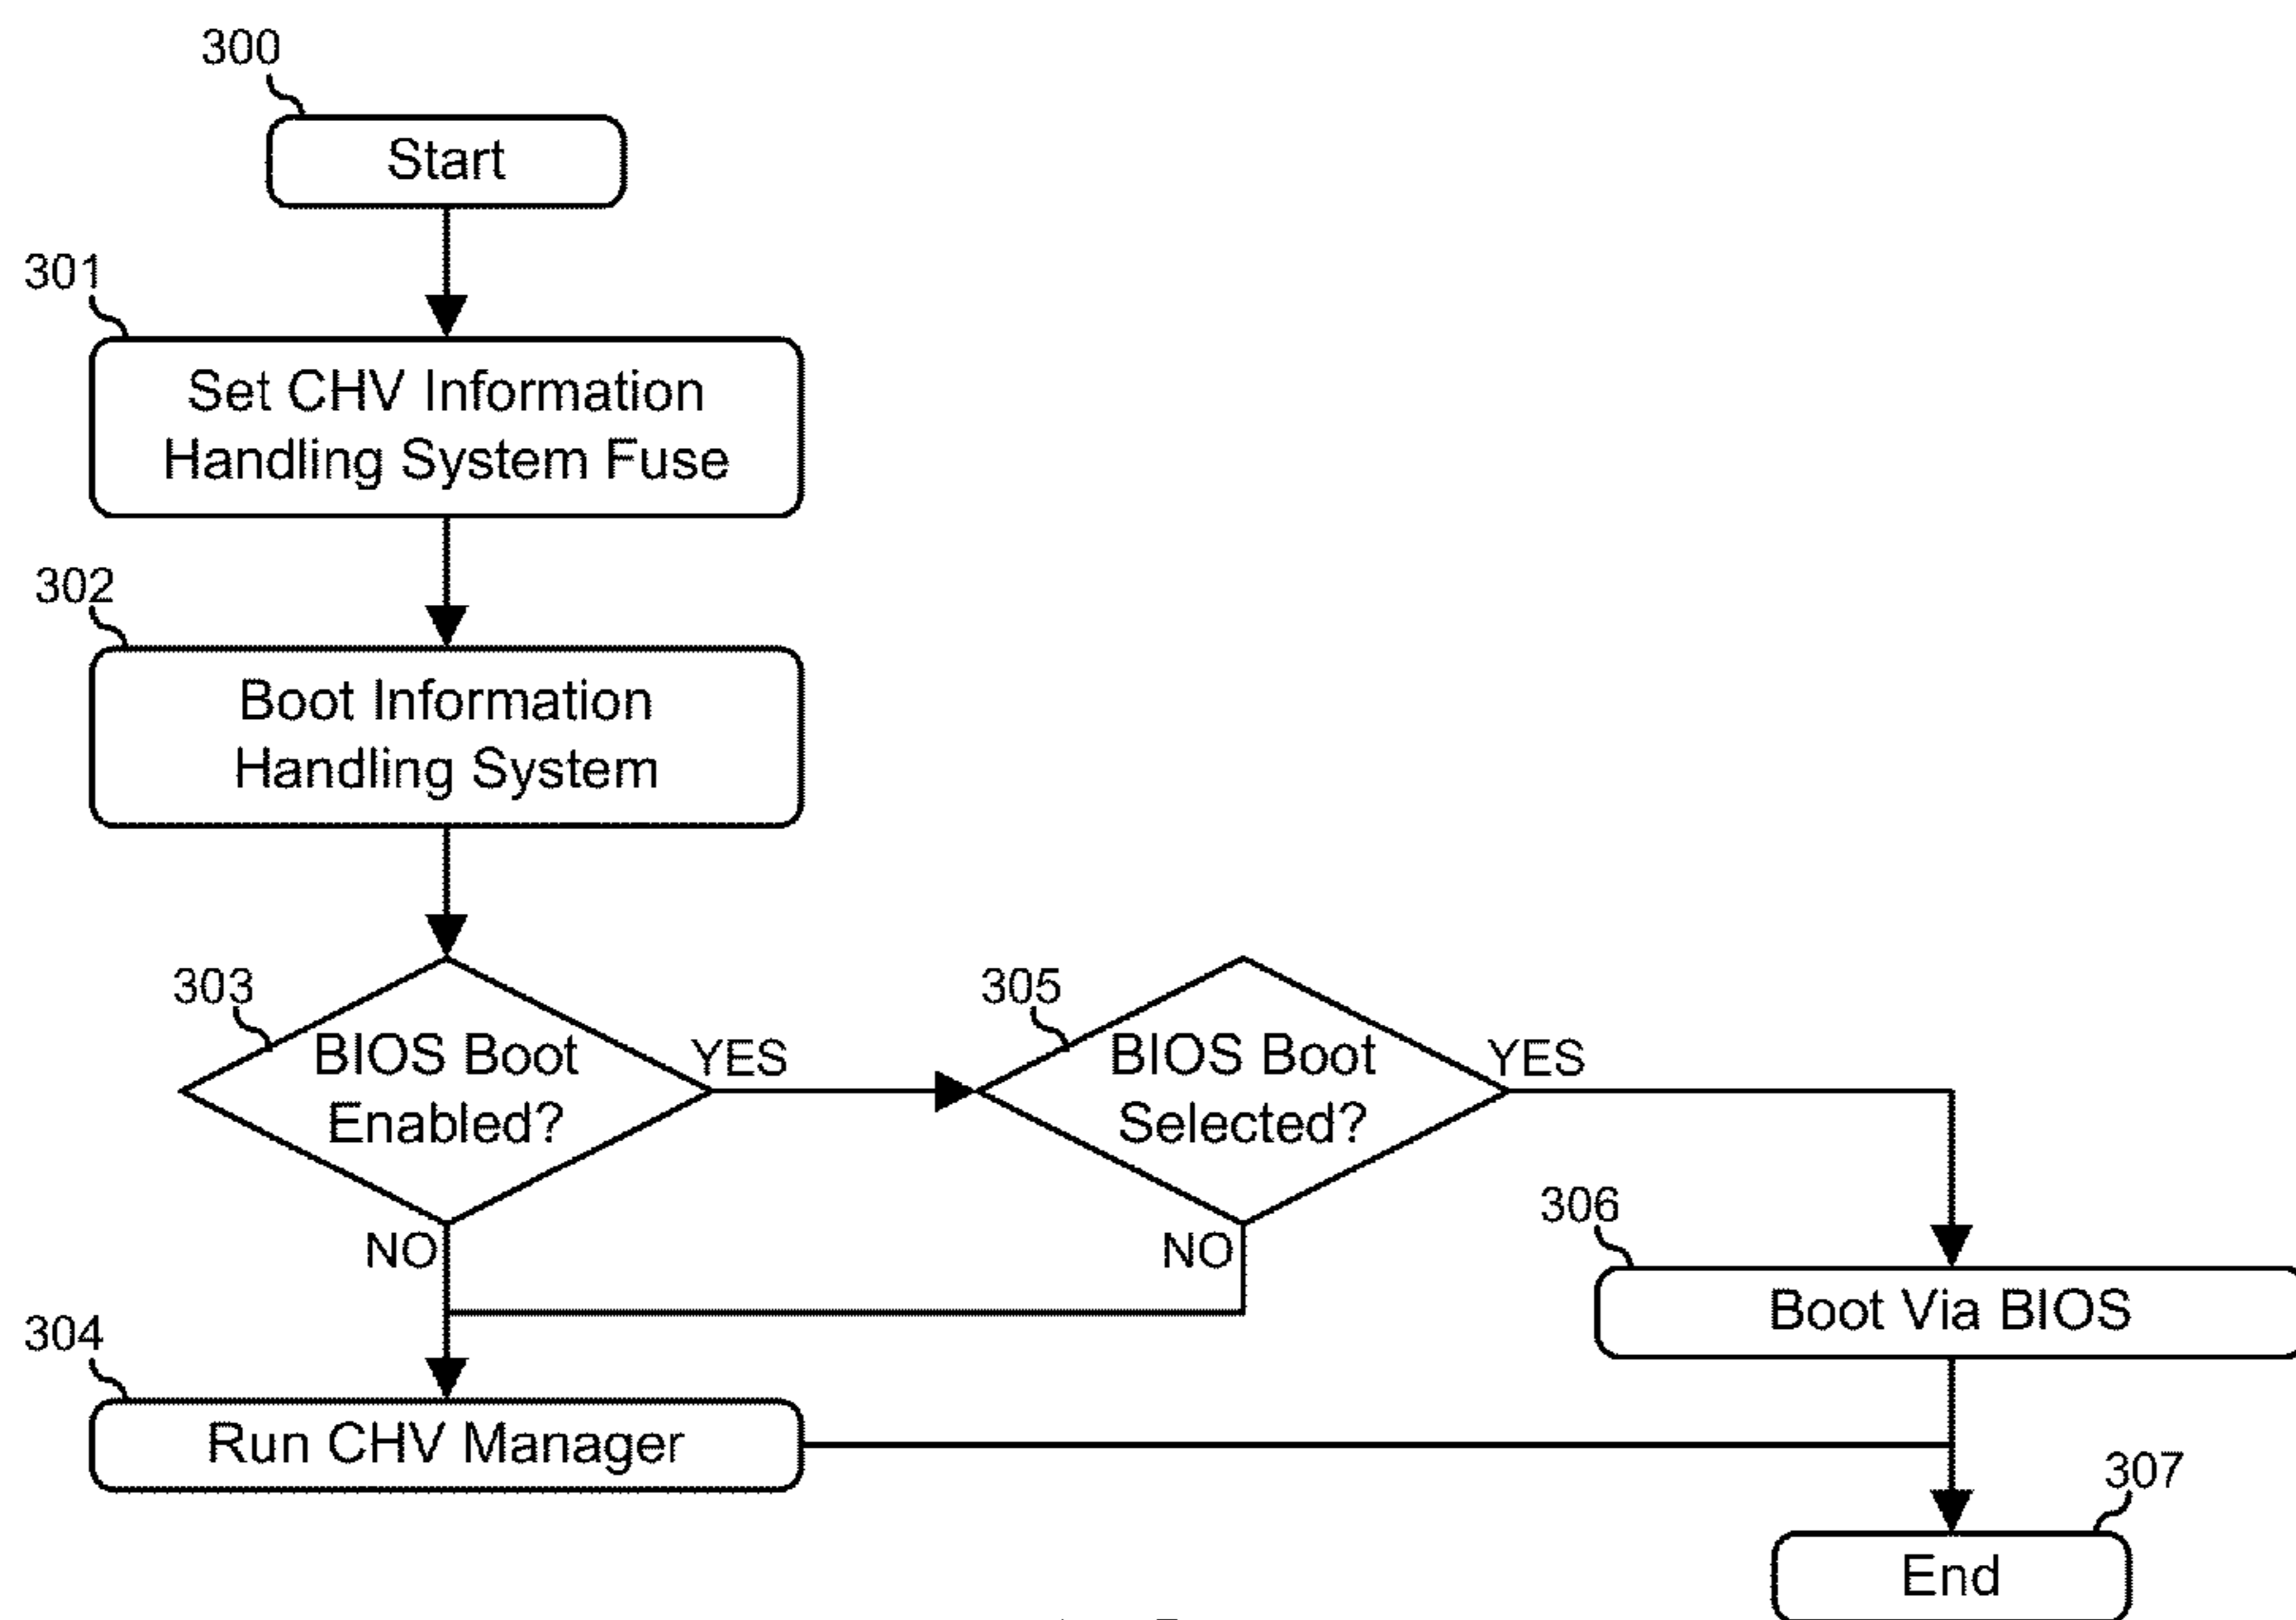 300
Start
301
Set CHV Information
Handling System Fuse
302
Boot Information
Handling System
303
BIOS Boot
Enabled?
YES
NO
305
BIOS Boot
Selected?
YES
NO
306
Boot Via BIOS
304
Run CHV Manager
307
End